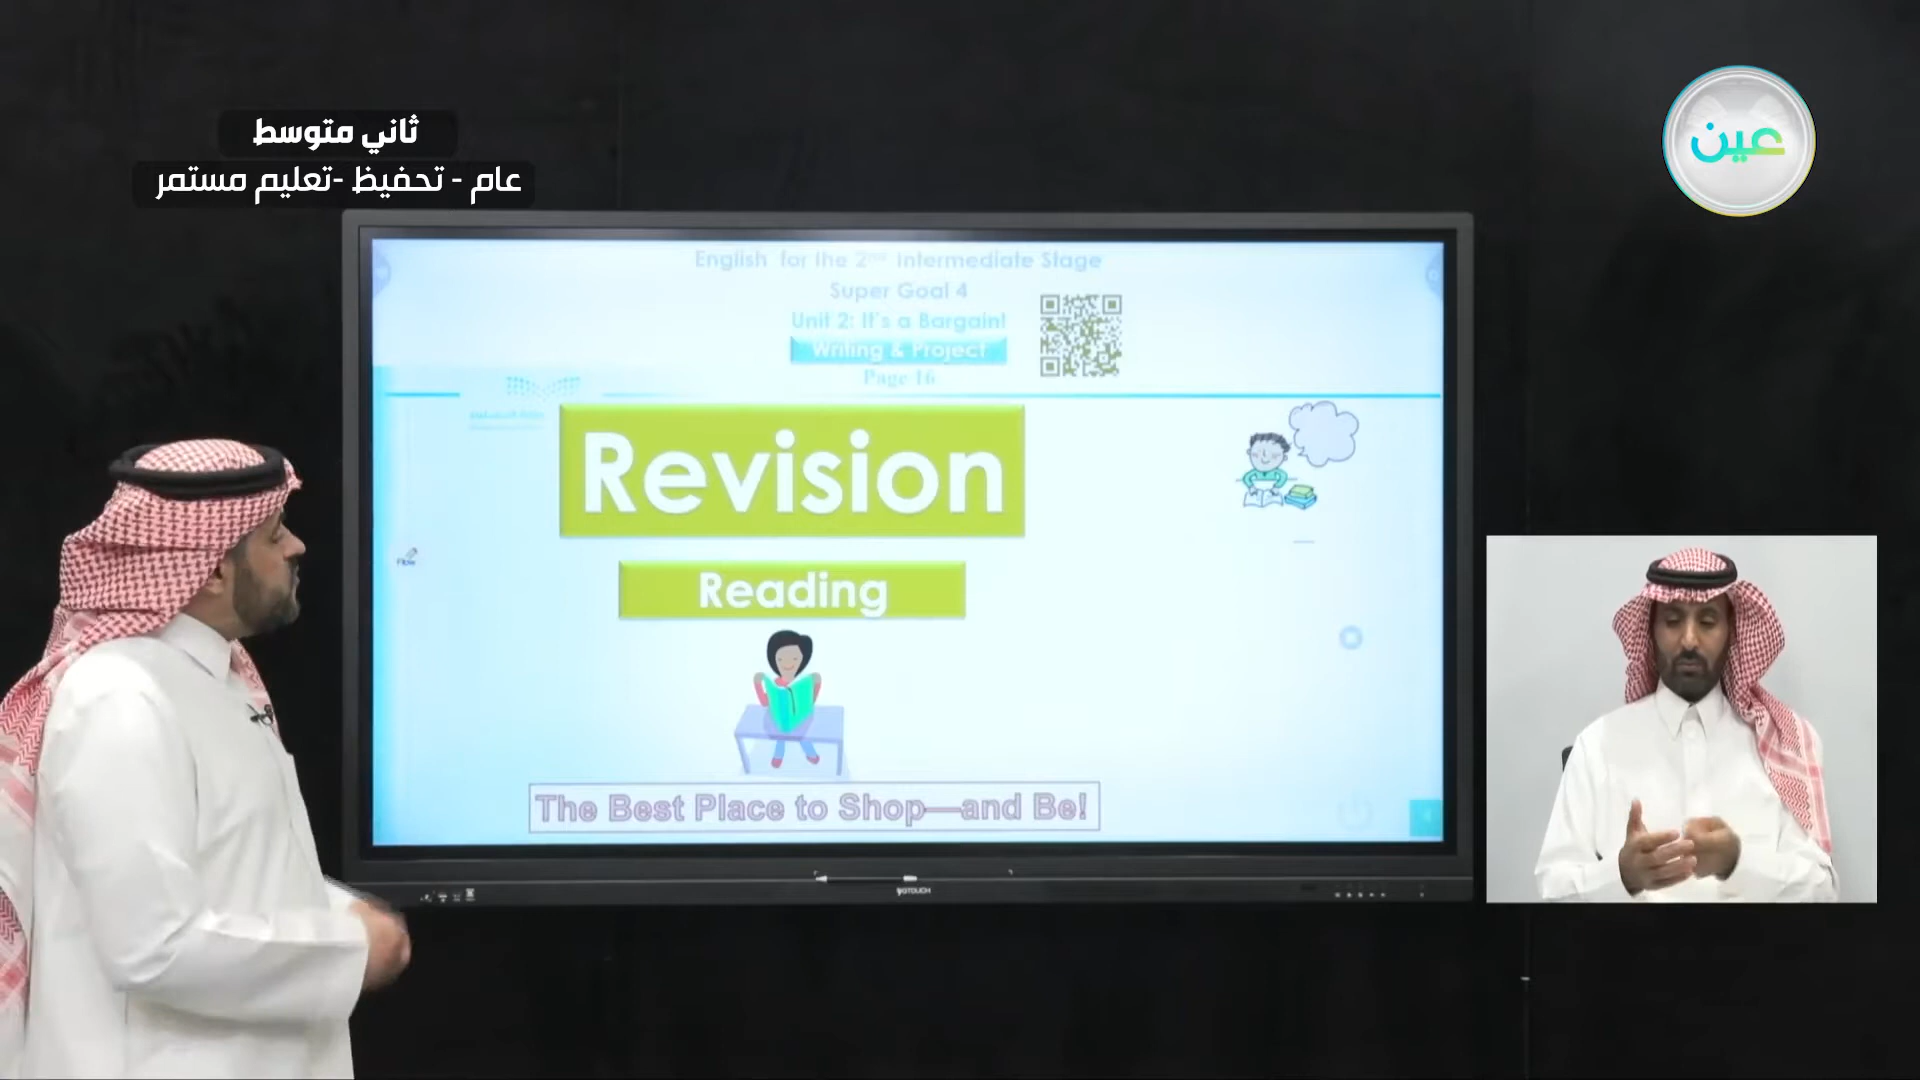 ثاني متوسط
عام - تحفيظ -تعليم مستمر
عين
English for the 2nd Intermediate Stage
Super Goal 4
Unit 2: It's a Bargain!
Writing & Project
Page 16
Revision
Reading
The Best Place to Shop—and Be!